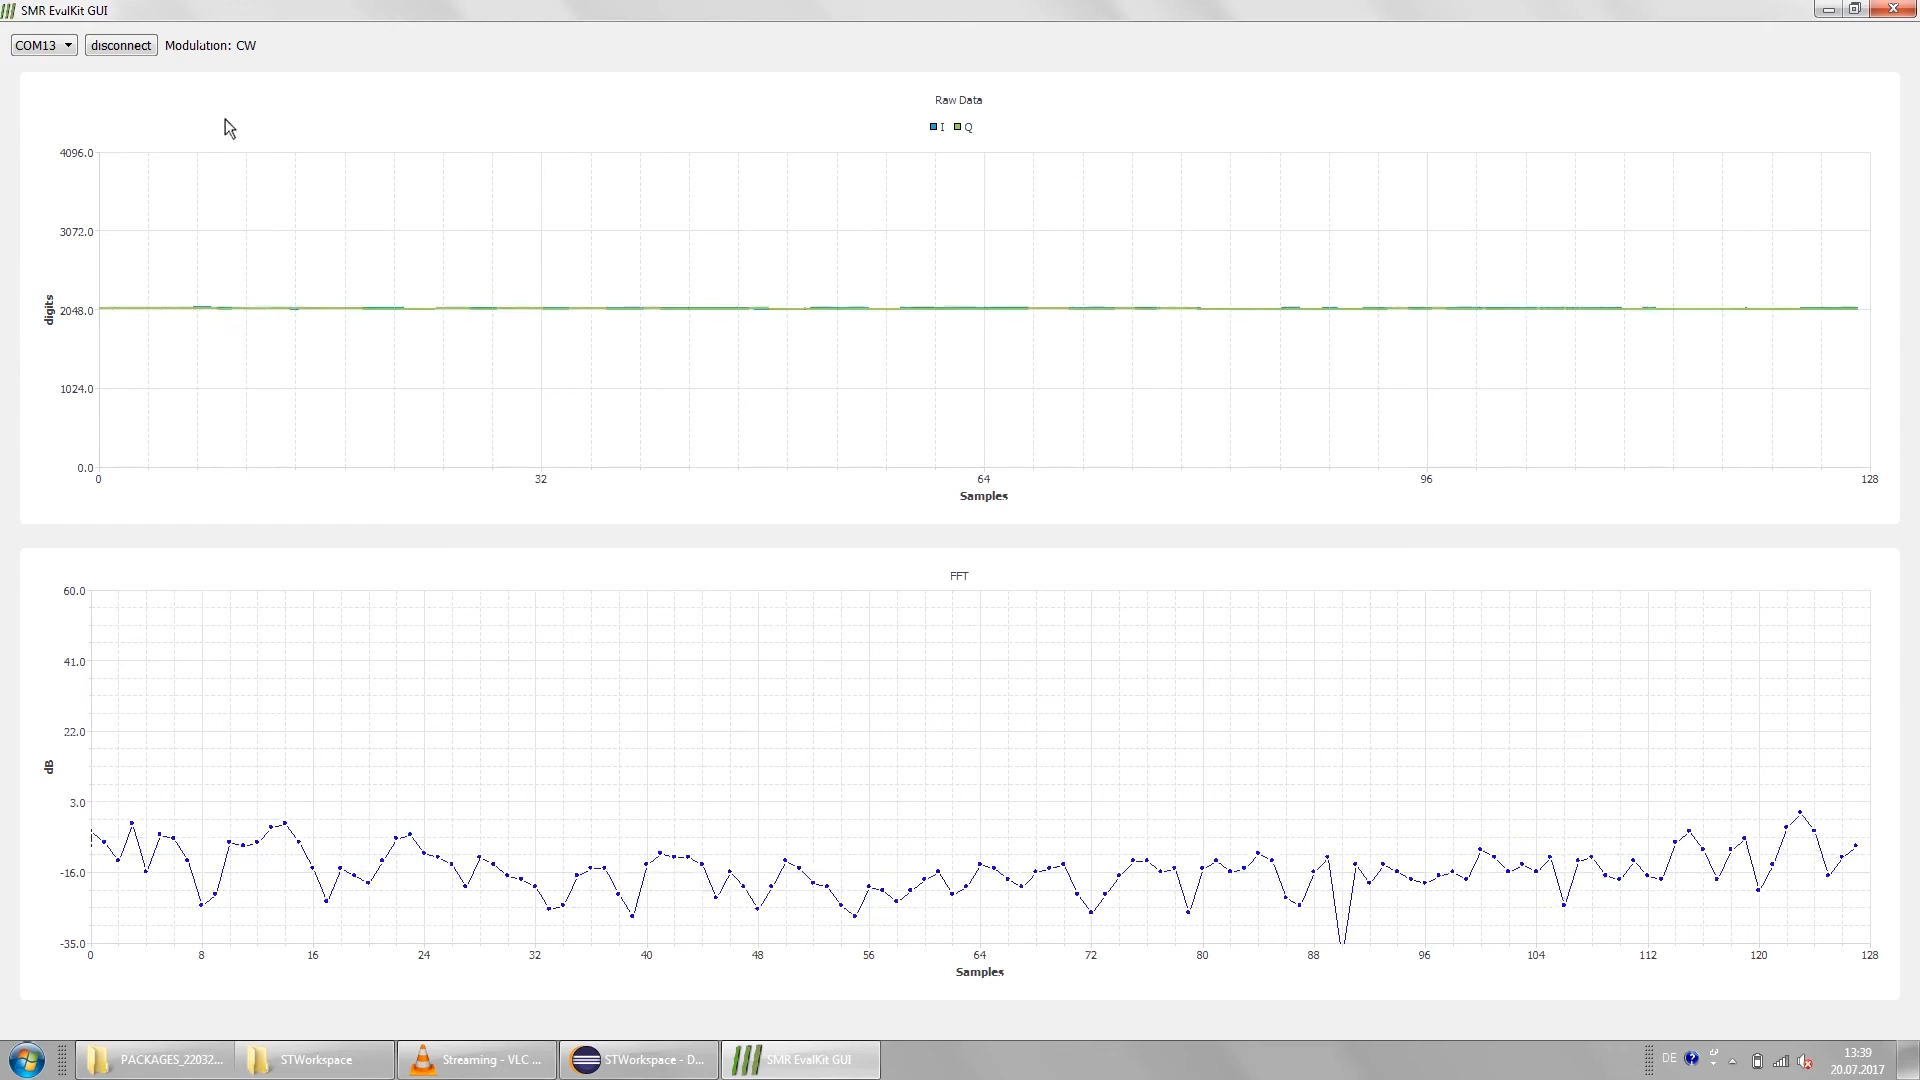 SMR EvalKit GUI
COM13 disconnect Modulation: CW
Raw Data
I Q
4096.0
3072.0
digits
2048.0
1024.0
0.0
0 32 64 96 128
Samples
FFT
60.0
41.0
22.0
dB
3.0
-16.0
-35.0
0 8 16 24 32 40 48 56 64 72 80 88 96 104 112 120 128
Samples
PACKAGES_22032... STWorkspace Streaming - VLC ... STWorkspace - D... SMR EvalKit GUI DE 13:39
20.07.2017